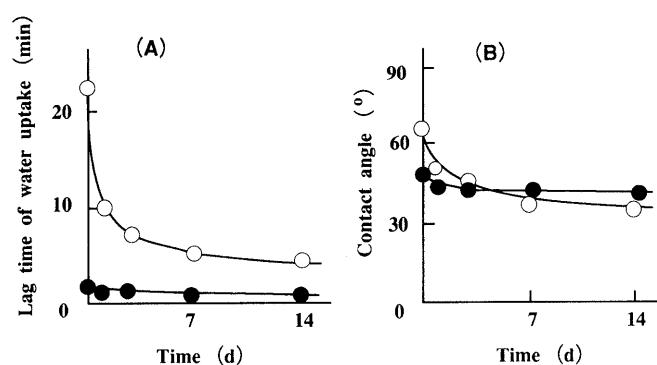 (A)
Lag time of water uptake (min)
20
10
0
7
14
Time (d)
(B)
Contact angle (°)
90
60
30
0
7
14
Time (d)